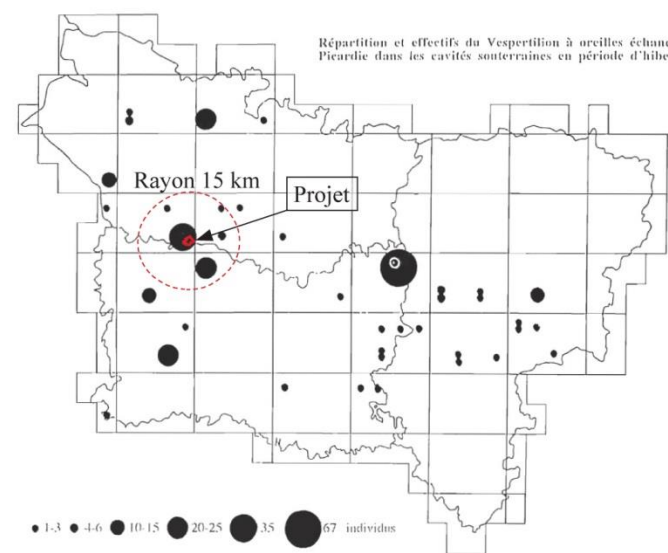 Répartition et effectifs du Vespertilion à oreilles échanc
Picardie dans les cavités souterraines en période d'hibe
Rayon 15 km
Projet
1-3 4-6 10-15 20-25 35 67 individus